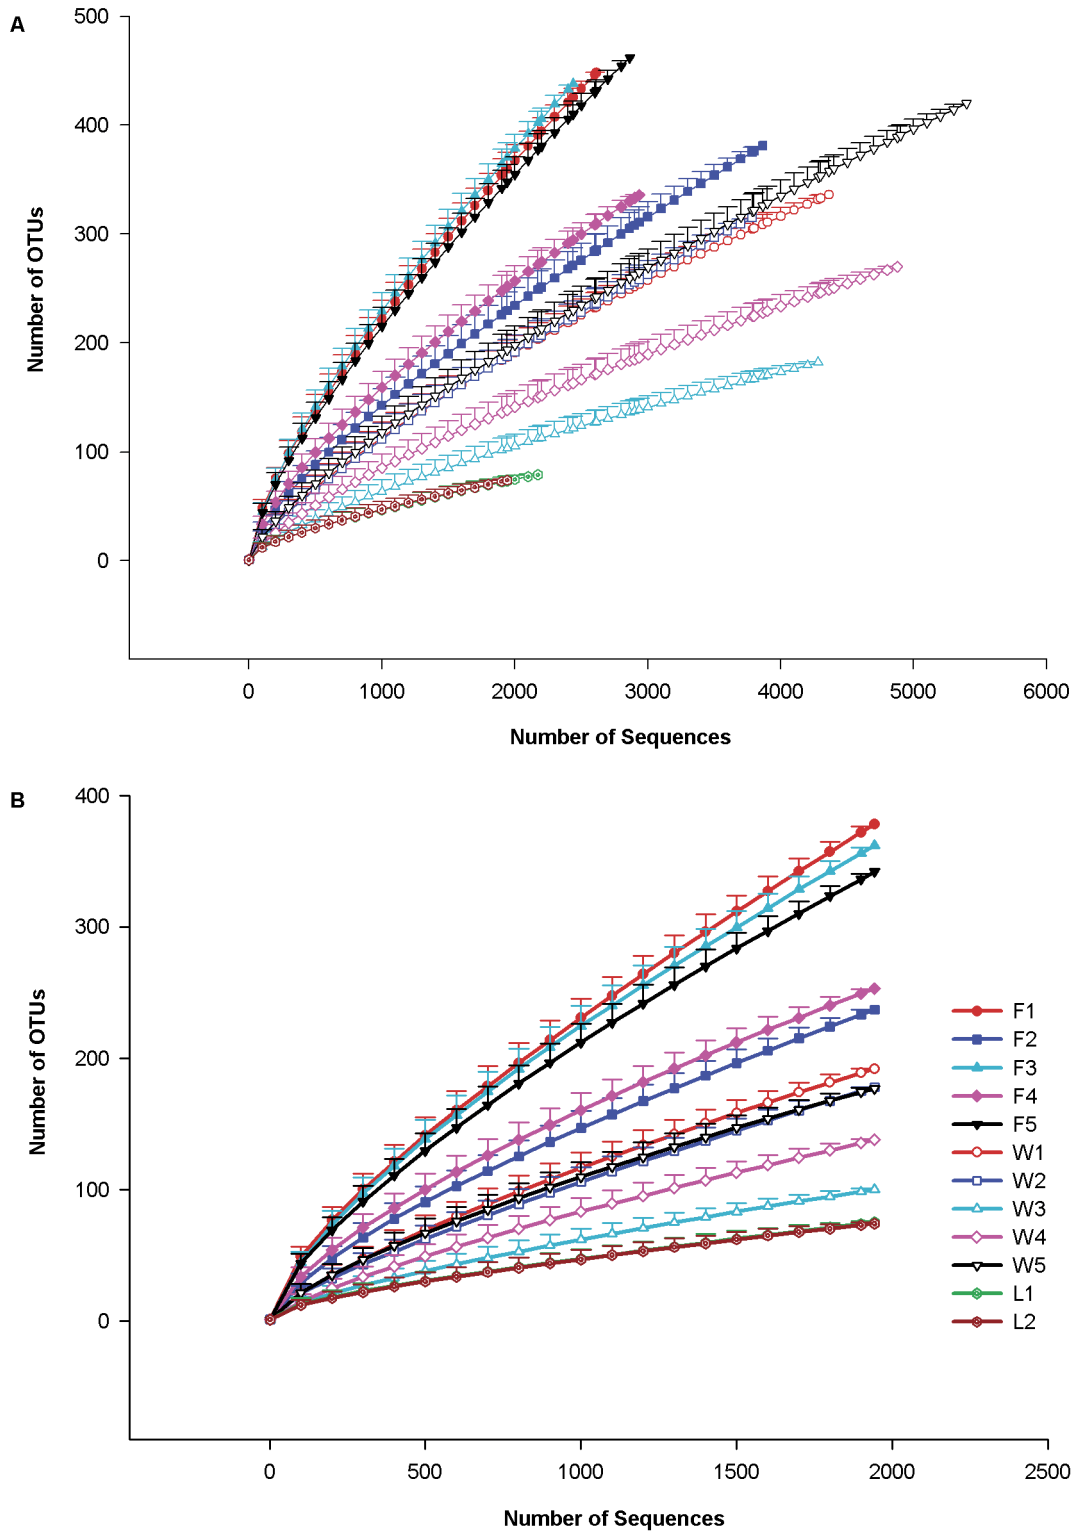 A
500
400
300
200
100
0
Number of OTUs
0 1000 2000 3000 4000 5000 6000
Number of Sequences
B
400
300
200
100
0
Number of OTUs
F1
F2
F3
F4
F5
W1
W2
W3
W4
W5
L1
L2
0 500 1000 1500 2000 2500
Number of Sequences